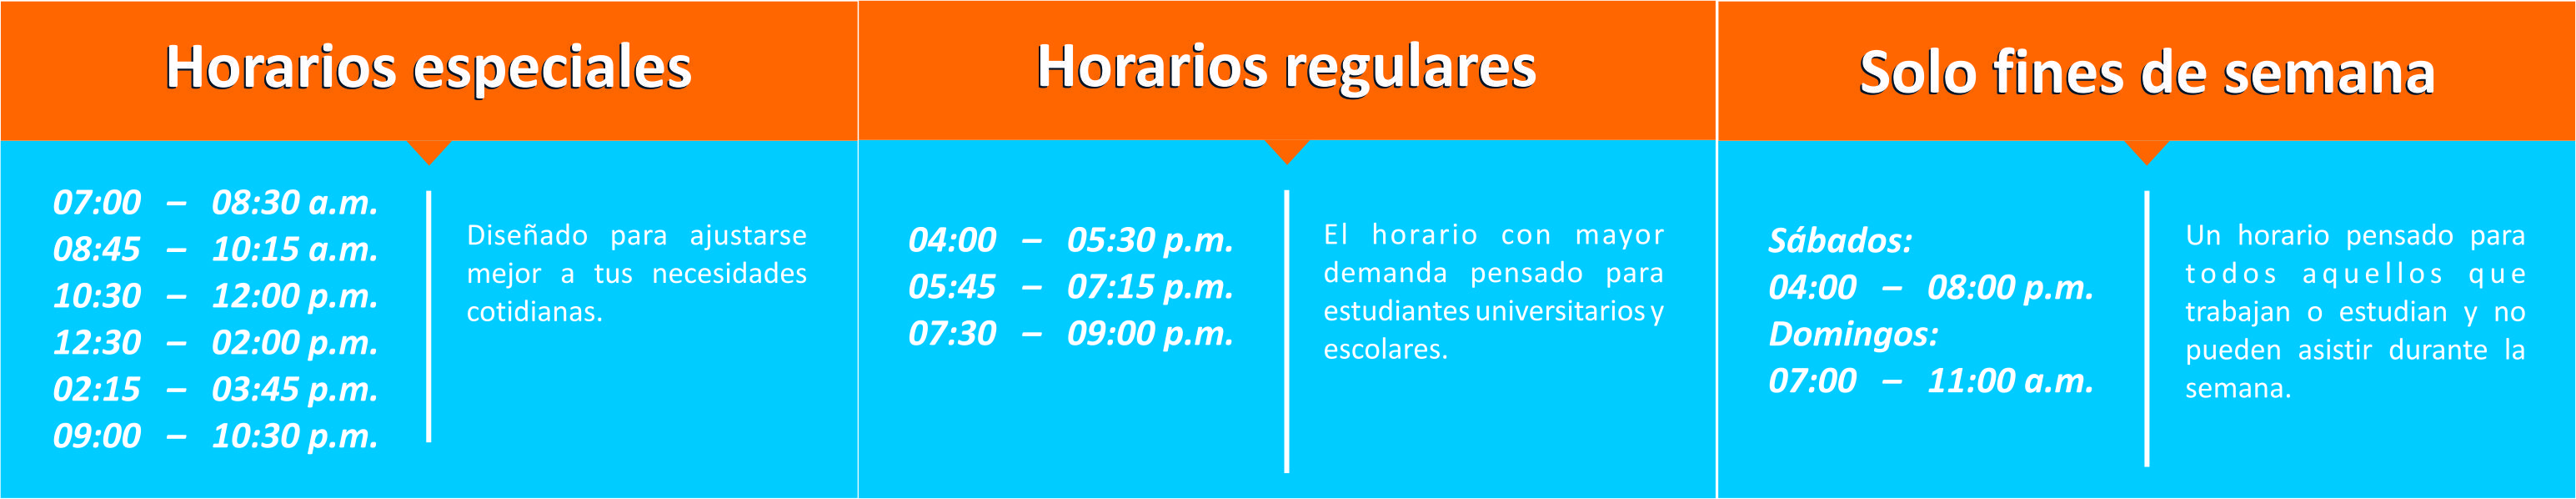 Horarios especiales
07:00 – 08:30 a.m.
08:45 – 10:15 a.m.
10:30 – 12:00 p.m.
12:30 – 02:00 p.m.
02:15 – 03:45 p.m.
09:00 – 10:30 p.m.
Diseñado para ajustarse
mejor a tus necesidades
cotidianas.
Horarios regulares
04:00 – 05:30 p.m.
05:45 – 07:15 p.m.
07:30 – 09:00 p.m.
El horario con mayor
demanda pensado para
estudiantes universitarios y
escolares.
Solo fines de semana
Sábados:
04:00 – 08:00 p.m.
Domingos:
07:00 – 11:00 a.m.
Un horario pensado para
todos aquellos que
trabajan o estudian y no
pueden asistir durante la
semana.